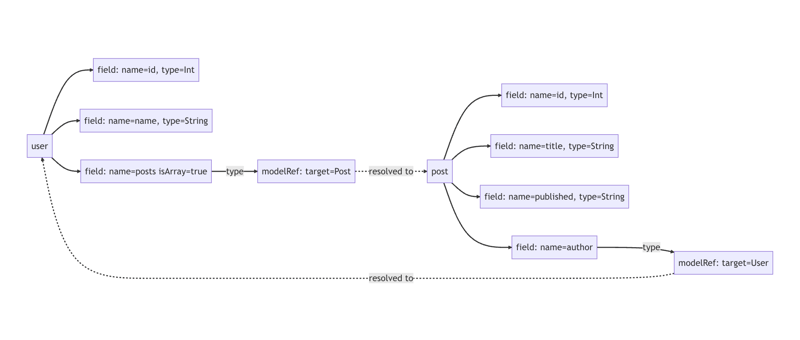 user
field: name=id, type=Int
field: name=name, type=String
field: name=posts isArray=true
type
modelRef: target=Post
resolved to
post
field: name=id, type=Int
field: name=title, type=String
field: name=published, type=String
field: name=author
type
modelRef: target=User
resolved to